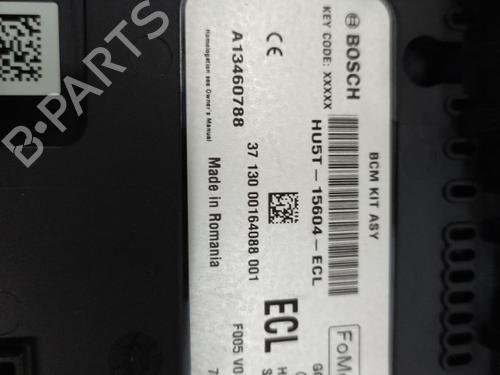 BOSCH
KEY CODE: XXXXX
BCM KIT ASY
HU5T-15604-ECL
CE
A13460788
Homologation see Owner's Manual
37 130 00164088 001
Made in Romania
ECL
F005 V0
FoMo
B-PARTS